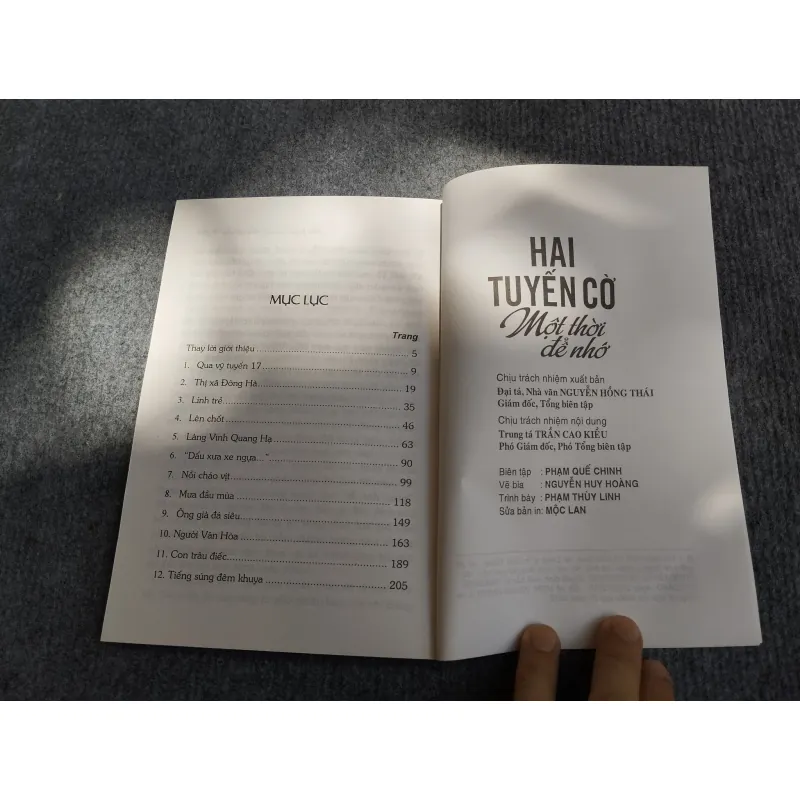 MỤC LỤC
Trang
Thay lời giới thiệu ........ 5
1. Qua vỹ tuyến 17 ........ 9
2. Thị xã Đông Hà ........ 19
3. Lính trẻ ........ 35
4. Lên chốt ........ 46
5. Làng Vinh Quang Hạ ........ 63
6. "Dấu xưa xe ngựa..." ........ 90
7. Nồi cháo vịt ........ 99
8. Mưa đầu mùa ........ 118
9. Ông già đá siêu ........ 149
10. Người Vân Hòa ........ 163
11. Con trâu điếc ........ 189
12. Tiếng súng đêm khuya ........ 205
HAI
TUYẾN CỜ
Một thời
để nhớ
Chịu trách nhiệm xuất bản
Đại tá, Nhà văn NGUYỄN HỒNG THÁI
Giám đốc, Tổng biên tập
Chịu trách nhiệm nội dung
Trung tá TRẦN CAO KIỀU
Phó Giám đốc, Phó Tổng biên tập
Biên tập : PHẠM QUẾ CHINH
Vẽ bìa : NGUYỄN HUY HOÀNG
Trình bày : PHẠM THÙY LINH
Sửa bản in: MỘC LAN